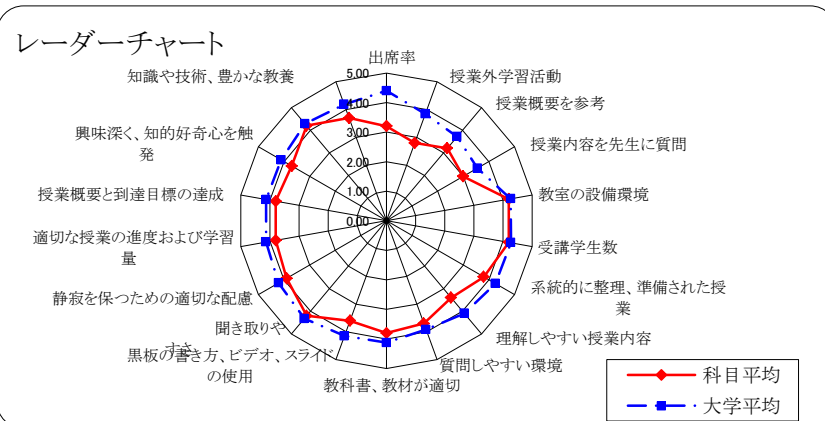 レーダーチャート
出席率
授業外学習活動
授業概要を参考
授業内容を先生に質問
教室の設備環境
受講学生数
系統的に整理、準備された授
業
理解しやすい授業内容
質問しやすい環境
教科書、教材が適切
黒板の書き方、ビデオ、スライド
の使用
聞き取りや
すさ
静寂を保つための適切な配慮
適切な授業の進度および学習
量
授業概要と到達目標の達成
興味深く、知的好奇心を触
発
知識や技術、豊かな教養
5.00
4.00
3.00
2.00
1.00
0.00
科目平均
大学平均